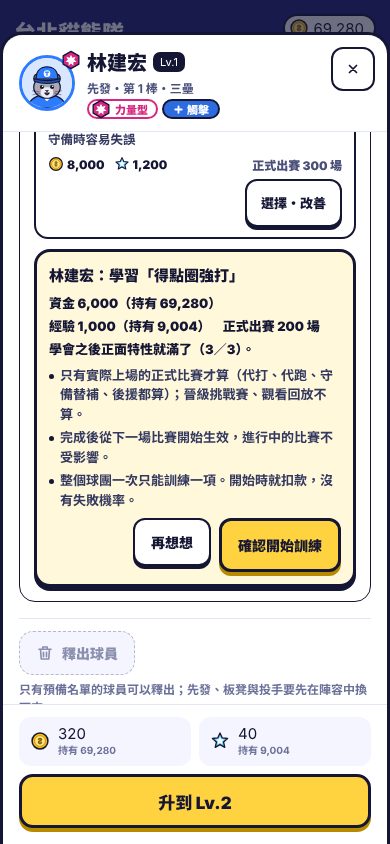 69,280
林建宏 Lv.1
先發・第1棒・三壘
力量型 + 觸擊
守備時容易失誤
8,000 1,200 正式出賽 300 場
選擇・改善
林建宏：學習「得點圈強打」
資金 6,000（持有 69,280）
經驗 1,000（持有 9,004） 正式出賽 200 場
學會之後正面特性就滿了（3／3）。
• 只有實際上場的正式比賽才算（代打、代跑、守
備替補、後援都算）；晉級挑戰賽、觀看回放不
算。
• 完成後從下一場比賽開始生效，進行中的比賽不
受影響。
• 整個球團一次只能訓練一項。開始時就扣款，沒
有失敗機率。
再想想 確認開始訓練
釋出球員
只有預備名單的球員可以釋出；先發、板凳與投手要先在陣容中換
320 40
持有 69,280 持有 9,004
升到 Lv.2